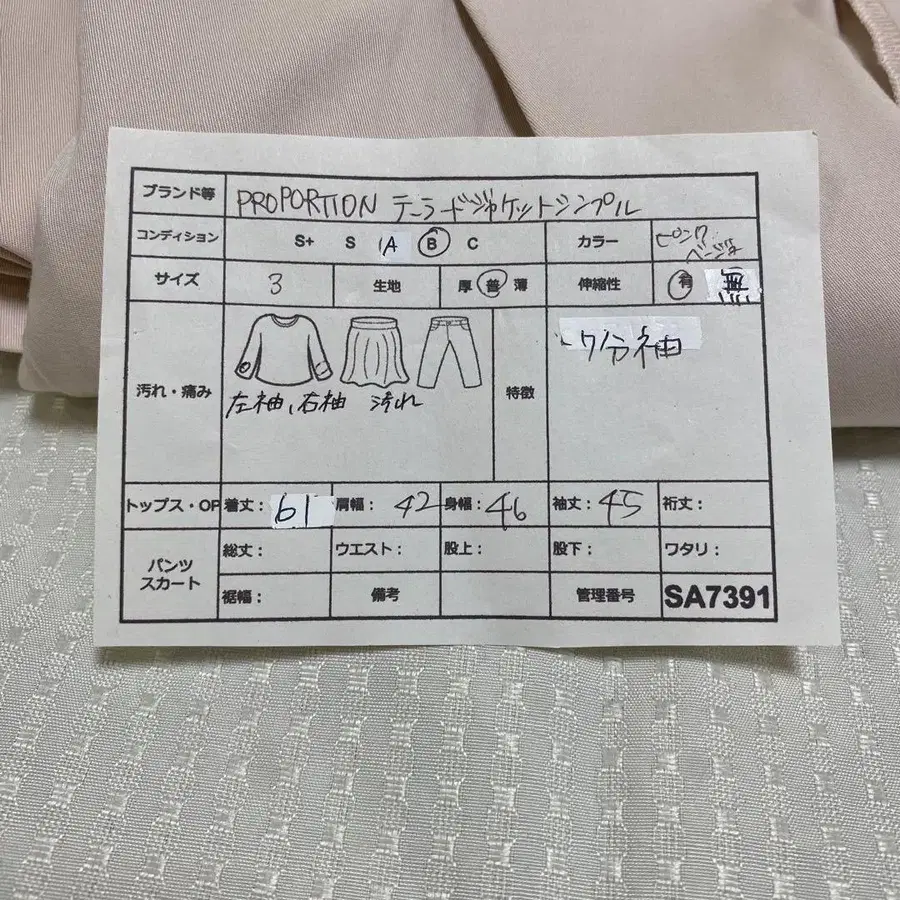 ブランド等 PROPORTION テーラードジャケットシンプル
コンディション S+ S A B C カラー ピンクベージュ
サイズ 3 生地 厚 普 薄 伸縮性 有 無
汚れ・痛み 左袖、右袖 汚れ 特徴 七分袖
トップス・OP 着丈: 61 肩幅: 42 身幅: 46 袖丈: 45 裄丈:
パンツ スカート 総丈: ウエスト: 股上: 股下: ワタリ:
裾幅: 備考 管理番号 SA7391